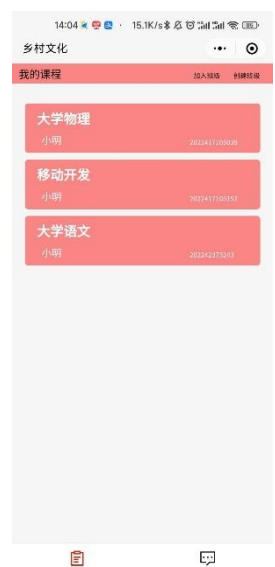 14:04 · 15.1K/s
乡村文化
我的课程 加入班级 创建班级
大学物理
小明
移动开发
小明
大学语文
小明